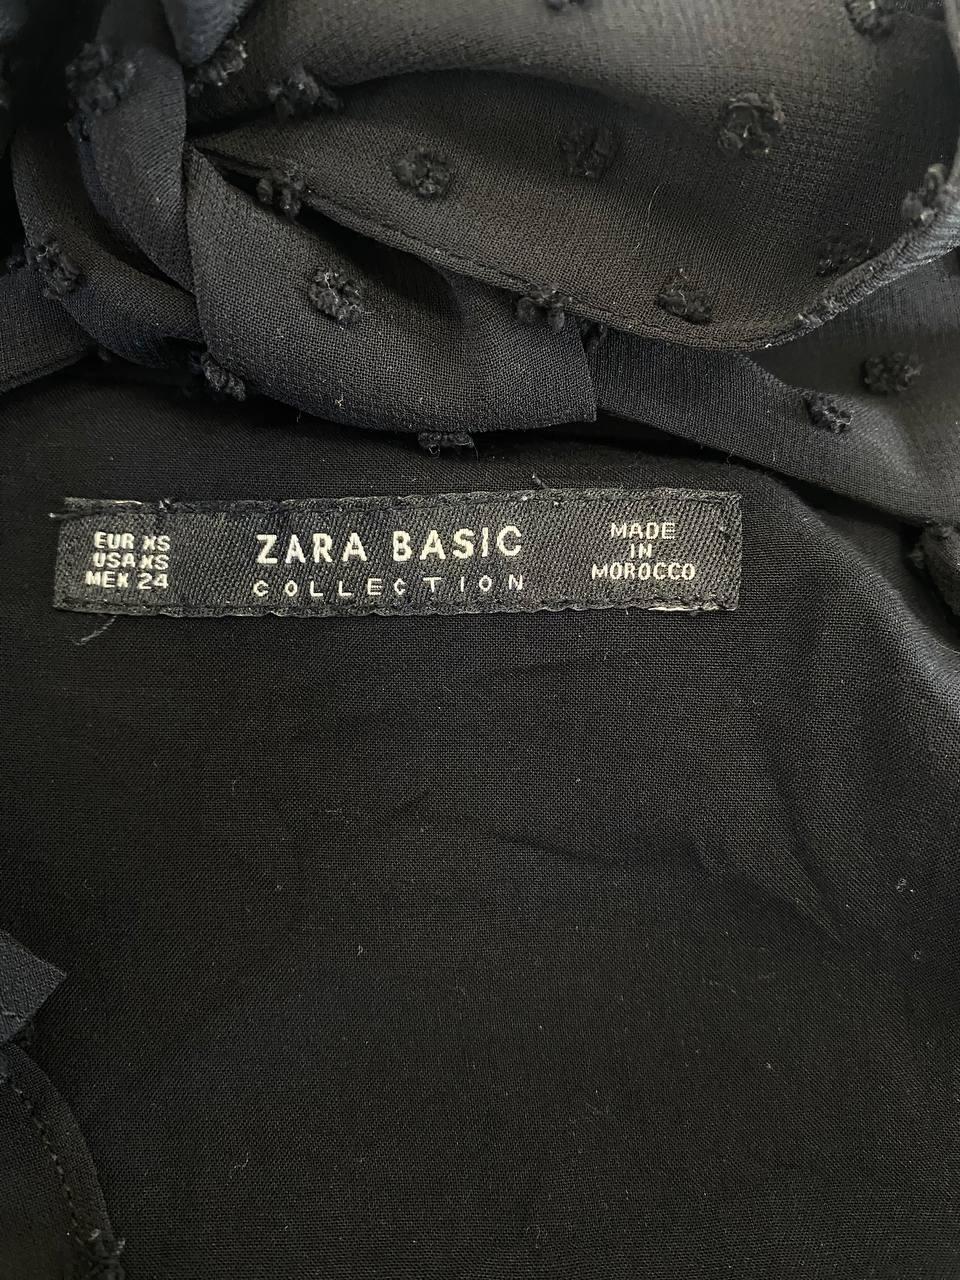 EUR XS
USA XS
MEX 24
ZARA BASIC
COLLECTION
MADE
IN
MOROCCO